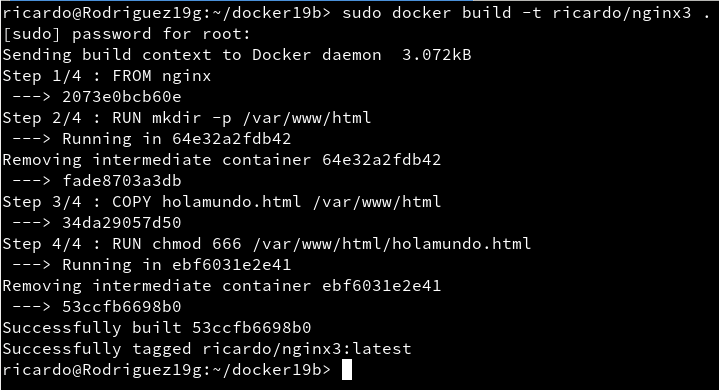 ricardo@Rodriguez19g:~/docker19b> sudo docker build -t ricardo/nginx3 .
[sudo] password for root:
Sending build context to Docker daemon  3.072kB
Step 1/4 : FROM nginx
 ---> 2073e0bcb60e
Step 2/4 : RUN mkdir -p /var/www/html
 ---> Running in 64e32a2fdb42
Removing intermediate container 64e32a2fdb42
 ---> fade8703a3db
Step 3/4 : COPY holamundo.html /var/www/html
 ---> 34da29057d50
Step 4/4 : RUN chmod 666 /var/www/html/holamundo.html
 ---> Running in ebf6031e2e41
Removing intermediate container ebf6031e2e41
 ---> 53ccfb6698b0
Successfully built 53ccfb6698b0
Successfully tagged ricardo/nginx3:latest
ricardo@Rodriguez19g:~/docker19b>